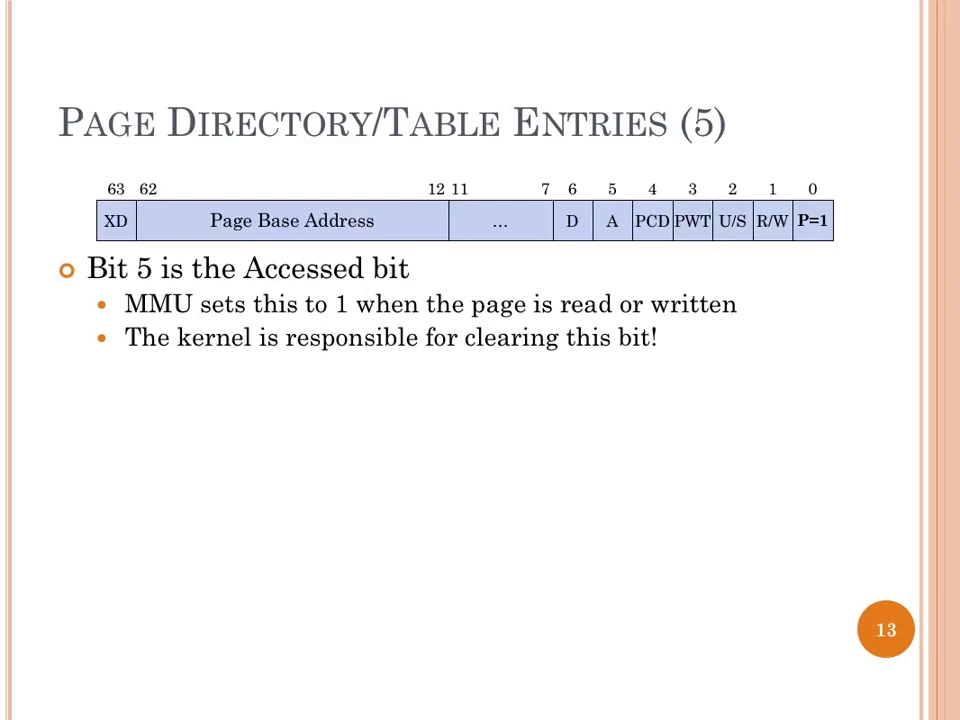 PAGE DIRECTORY/TABLE ENTRIES (5)
63 62 12 11 7 6 5 4 3 2 1 0
XD Page Base Address ... D A PCD PWT U/S R/W P=1
Bit 5 is the Accessed bit
MMU sets this to 1 when the page is read or written
The kernel is responsible for clearing this bit!
13